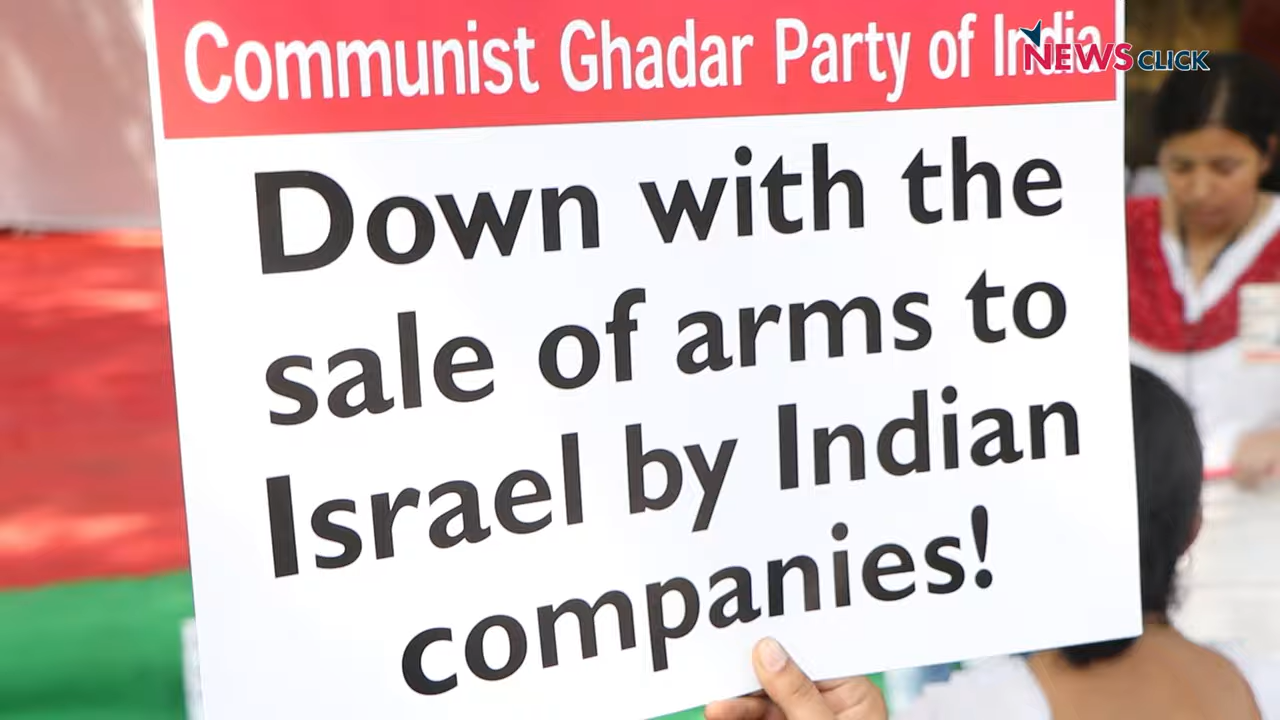 Communist Ghadar Party of India
NEWSCLICK
Down with the
sale of arms to
Israel by Indian
companies!